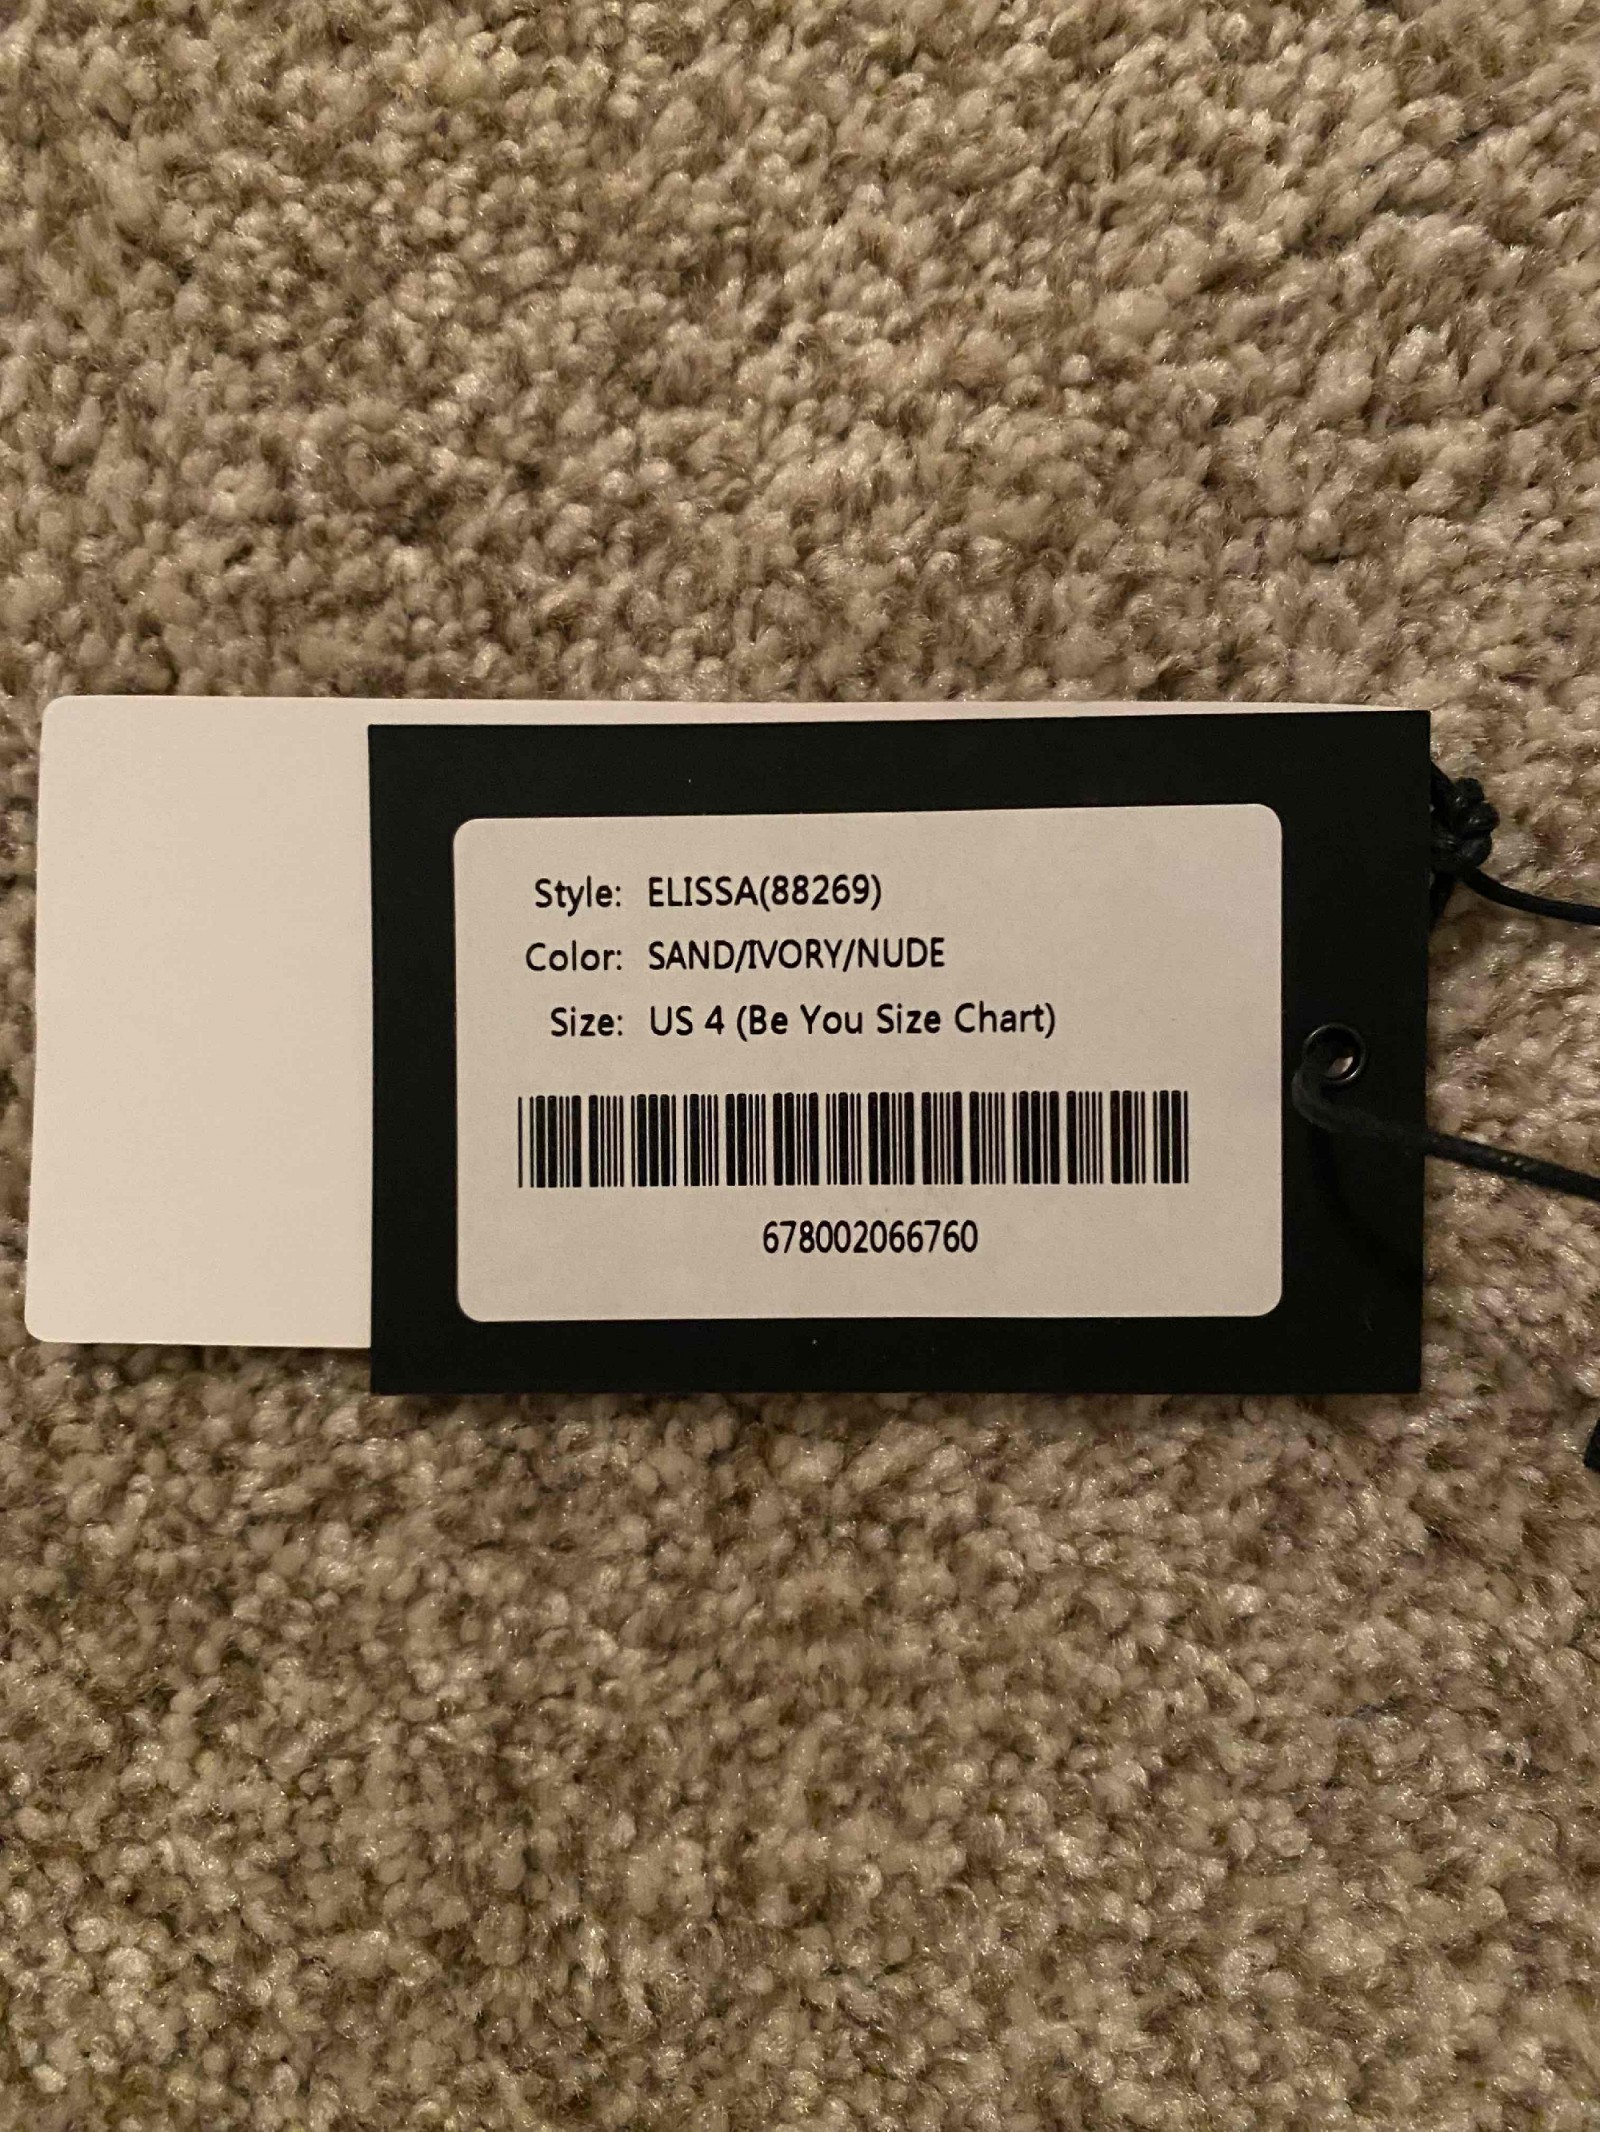 Style: ELISSA(88269)
Color: SAND/IVORY/NUDE
Size: US 4 (Be You Size Chart)
678002066760